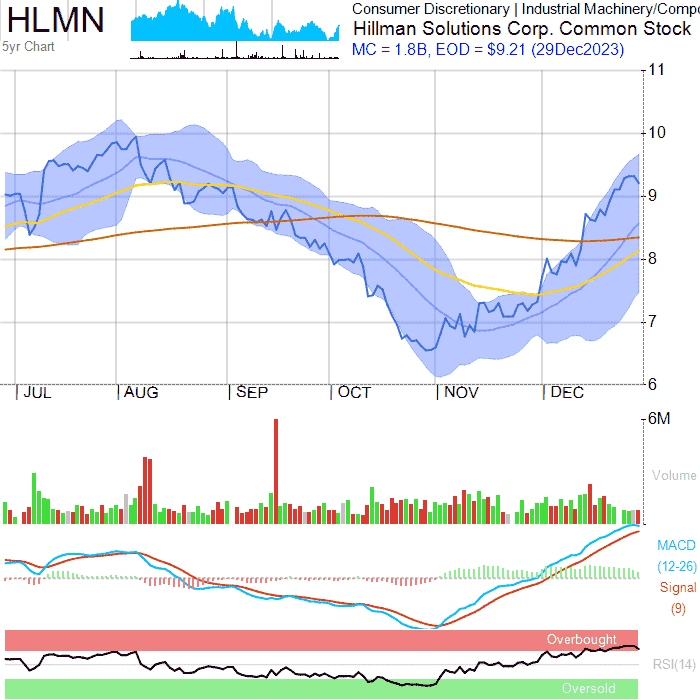 HLMN
5yr Chart
Consumer Discretionary | Industrial Machinery/Compo
Hillman Solutions Corp. Common Stock
MC = 1.8B, EOD = $9.21 (29Dec2023)
11
10
9
8
7
6
JUL AUG SEP OCT NOV DEC
6M
Volume
MACD
(12-26)
Signal
(9)
Overbought
RSI(14)
Oversold